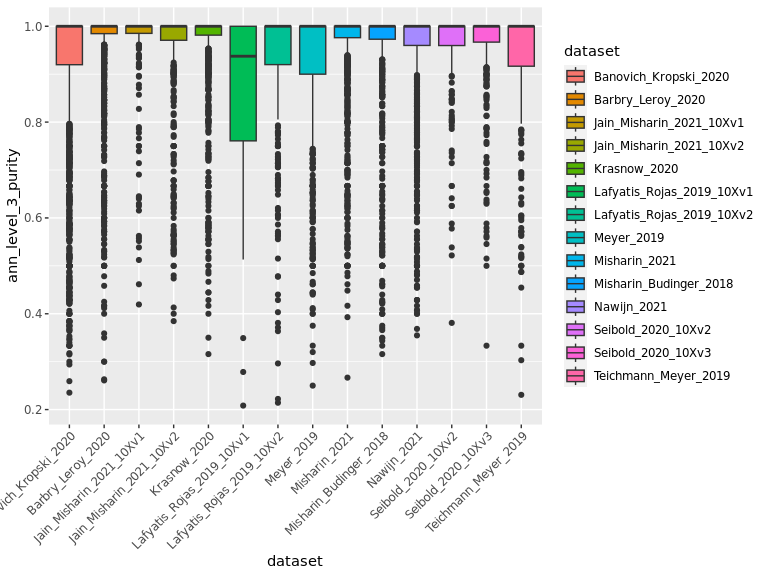 1.0
0.8
0.6
0.4
0.2
ann_level_3_purity
vich_Kropski_2020
Barbry_Leroy_2020
Jain_Misharin_2021_10Xv1
Jain_Misharin_2021_10Xv2
Krasnow_2020
Lafyatis_Rojas_2019_10Xv1
Lafyatis_Rojas_2019_10Xv2
Meyer_2019
Misharin_2021
Misharin_Budinger_2018
Nawijn_2021
Seibold_2020_10Xv2
Seibold_2020_10Xv3
Teichmann_Meyer_2019
dataset
dataset
Banovich_Kropski_2020
Barbry_Leroy_2020
Jain_Misharin_2021_10Xv1
Jain_Misharin_2021_10Xv2
Krasnow_2020
Lafyatis_Rojas_2019_10Xv1
Lafyatis_Rojas_2019_10Xv2
Meyer_2019
Misharin_2021
Misharin_Budinger_2018
Nawijn_2021
Seibold_2020_10Xv2
Seibold_2020_10Xv3
Teichmann_Meyer_2019